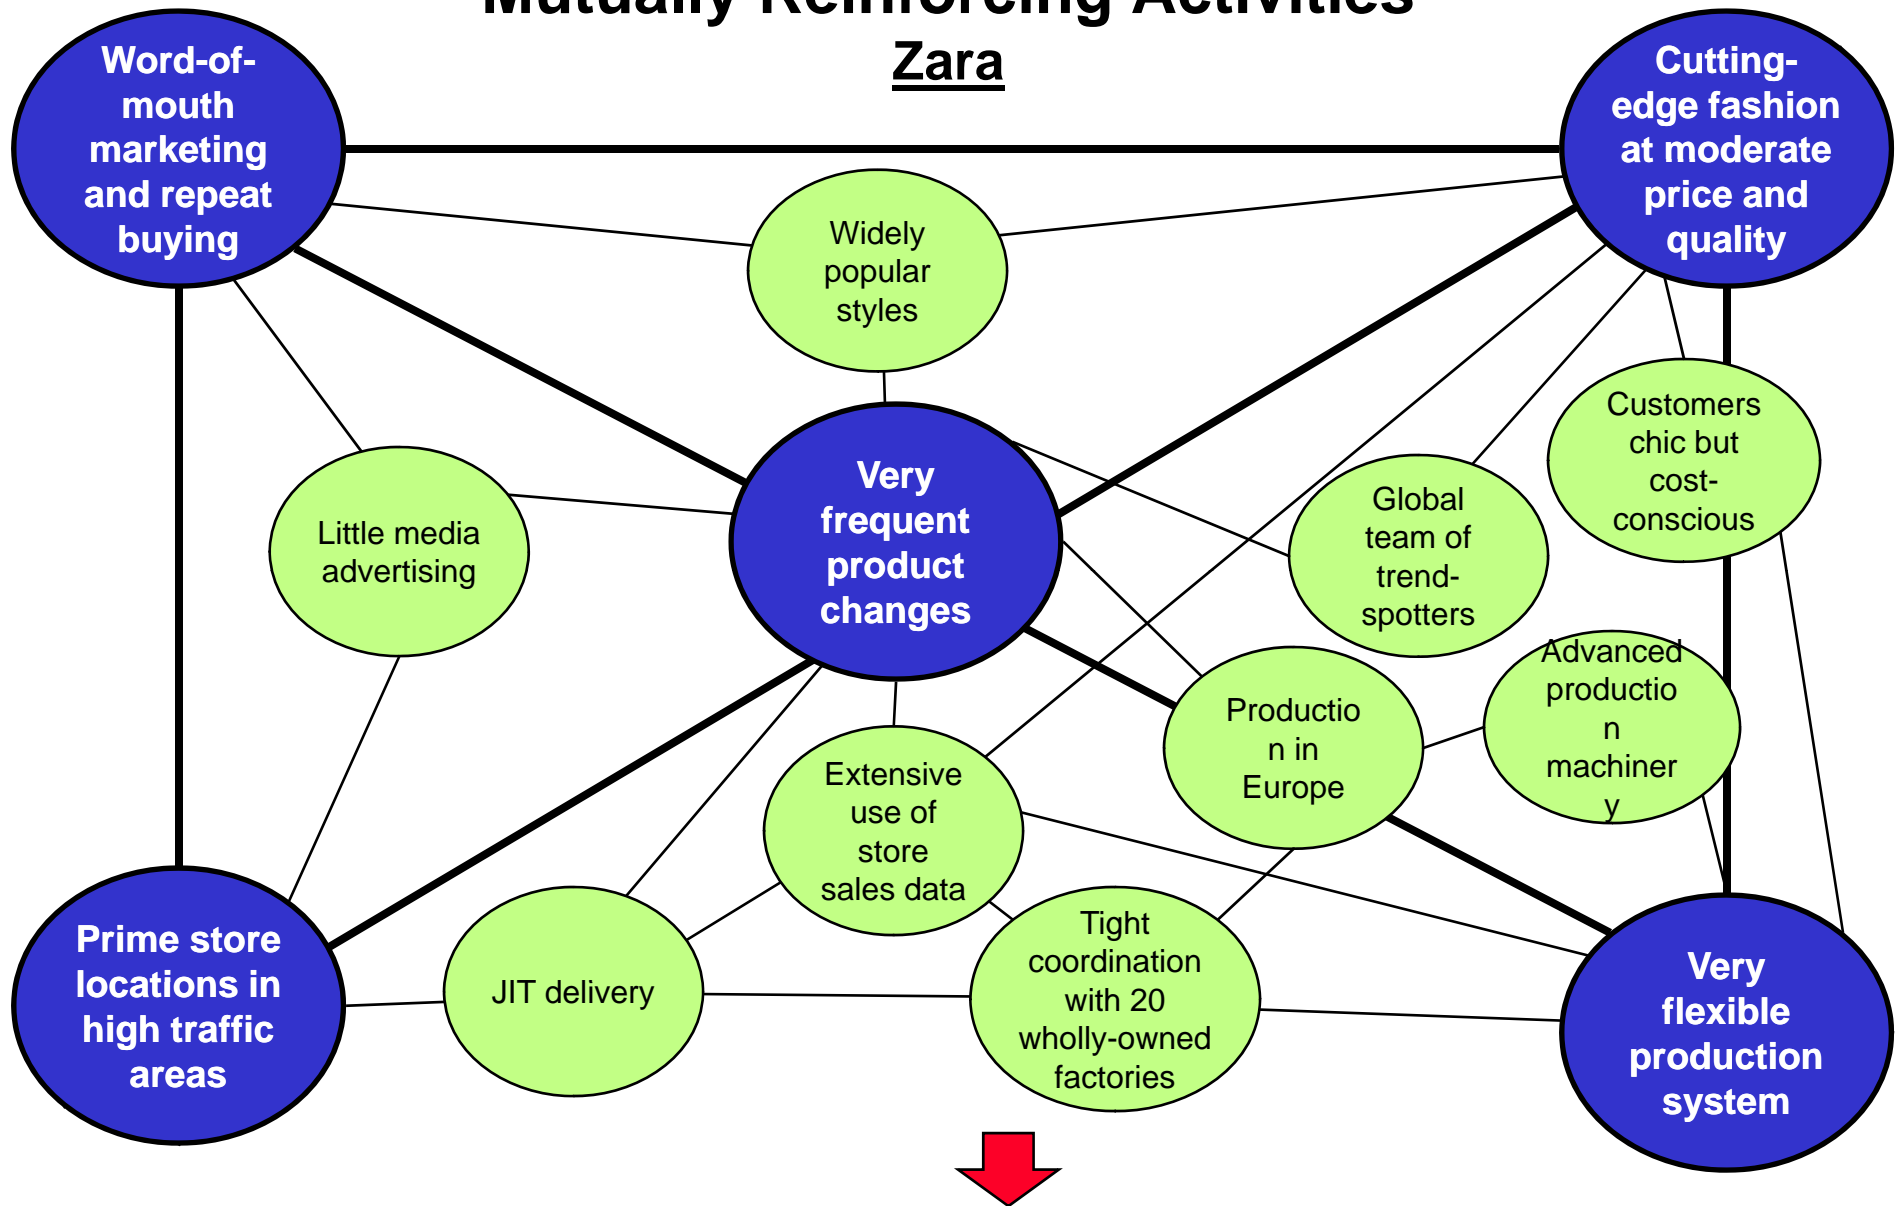 Mutually Reinforcing Activities
Zara
Word-of-
mouth
marketing
and repeat
buying
Cutting-
edge fashion
at moderate
price and
quality
Widely
popular
styles
Customers
chic but
cost-
conscious
Very
frequent
product
changes
Global
team of
trend-
spotters
Little media
advertising
Advanced
productio
n
machiner
y
Productio
n in
Europe
Extensive
use of
store
sales data
Prime store
locations in
high traffic
areas
JIT delivery
Tight
coordination
with 20
wholly-owned
factories
Very
flexible
production
system